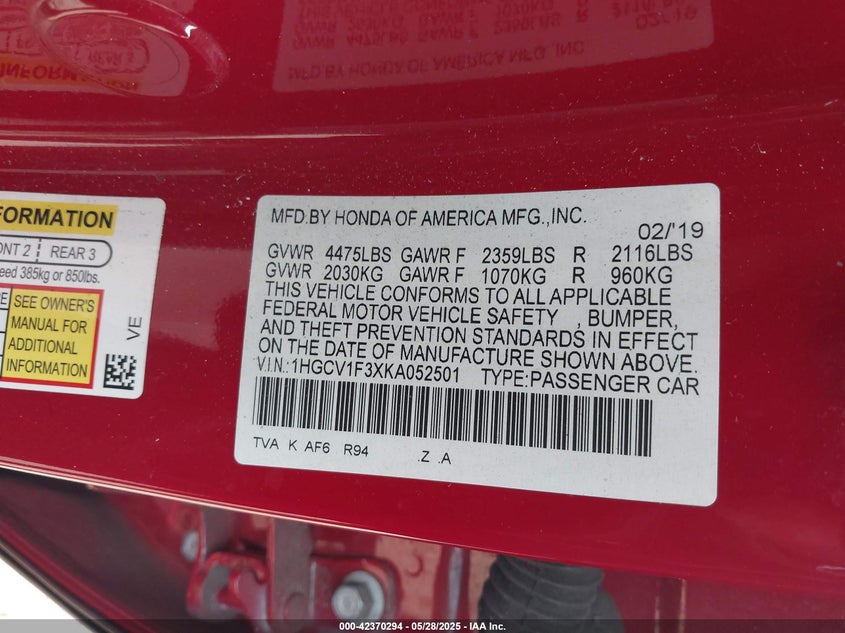 MFD.BY HONDA OF AMERICA MFG.,INC.
02/'19
GVWR 4475LBS GAWR F 2359LBS R 2116LBS
GVWR 2030KG GAWR F 1070KG R 960KG
THIS VEHICLE CONFORMS TO ALL APPLICABLE
FEDERAL MOTOR VEHICLE SAFETY , BUMPER,
AND THEFT PREVENTION STANDARDS IN EFFECT
ON THE DATE OF MANUFACTURE SHOWN ABOVE.
V.I.N.:1HGCV1F3XKA052501 TYPE:PASSENGER CAR
TVA K AF6 R94 .Z .A
FORMATION
2 REAR 3
385kg or 850lbs.
SEE OWNER'S
MANUAL FOR
ADDITIONAL
INFORMATION
VE
000-42370294 - 05/28/2025 - IAA Inc.